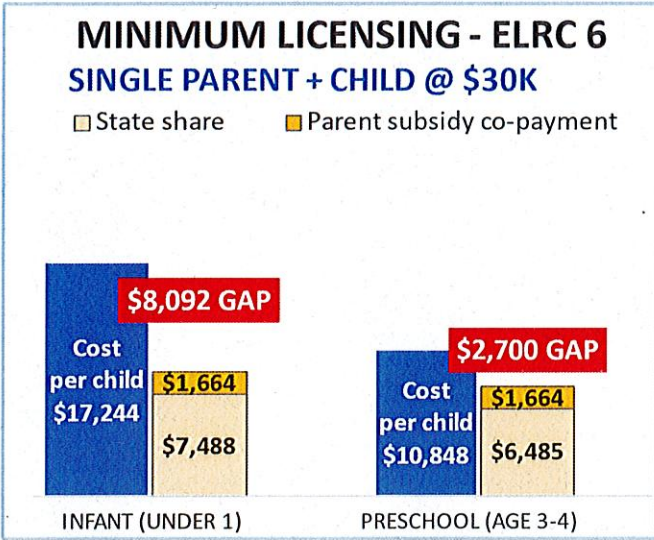 MINIMUM LICENSING - ELRC 6
SINGLE PARENT + CHILD @ $30K
State share
Parent subsidy co-payment
$8,092 GAP
Cost
per child
$17,244
$1,664
$7,488
INFANT (UNDER 1)
$2,700 GAP
Cost
per child
$10,848
$1,664
$6,485
PRESCHOOL (AGE 3-4)